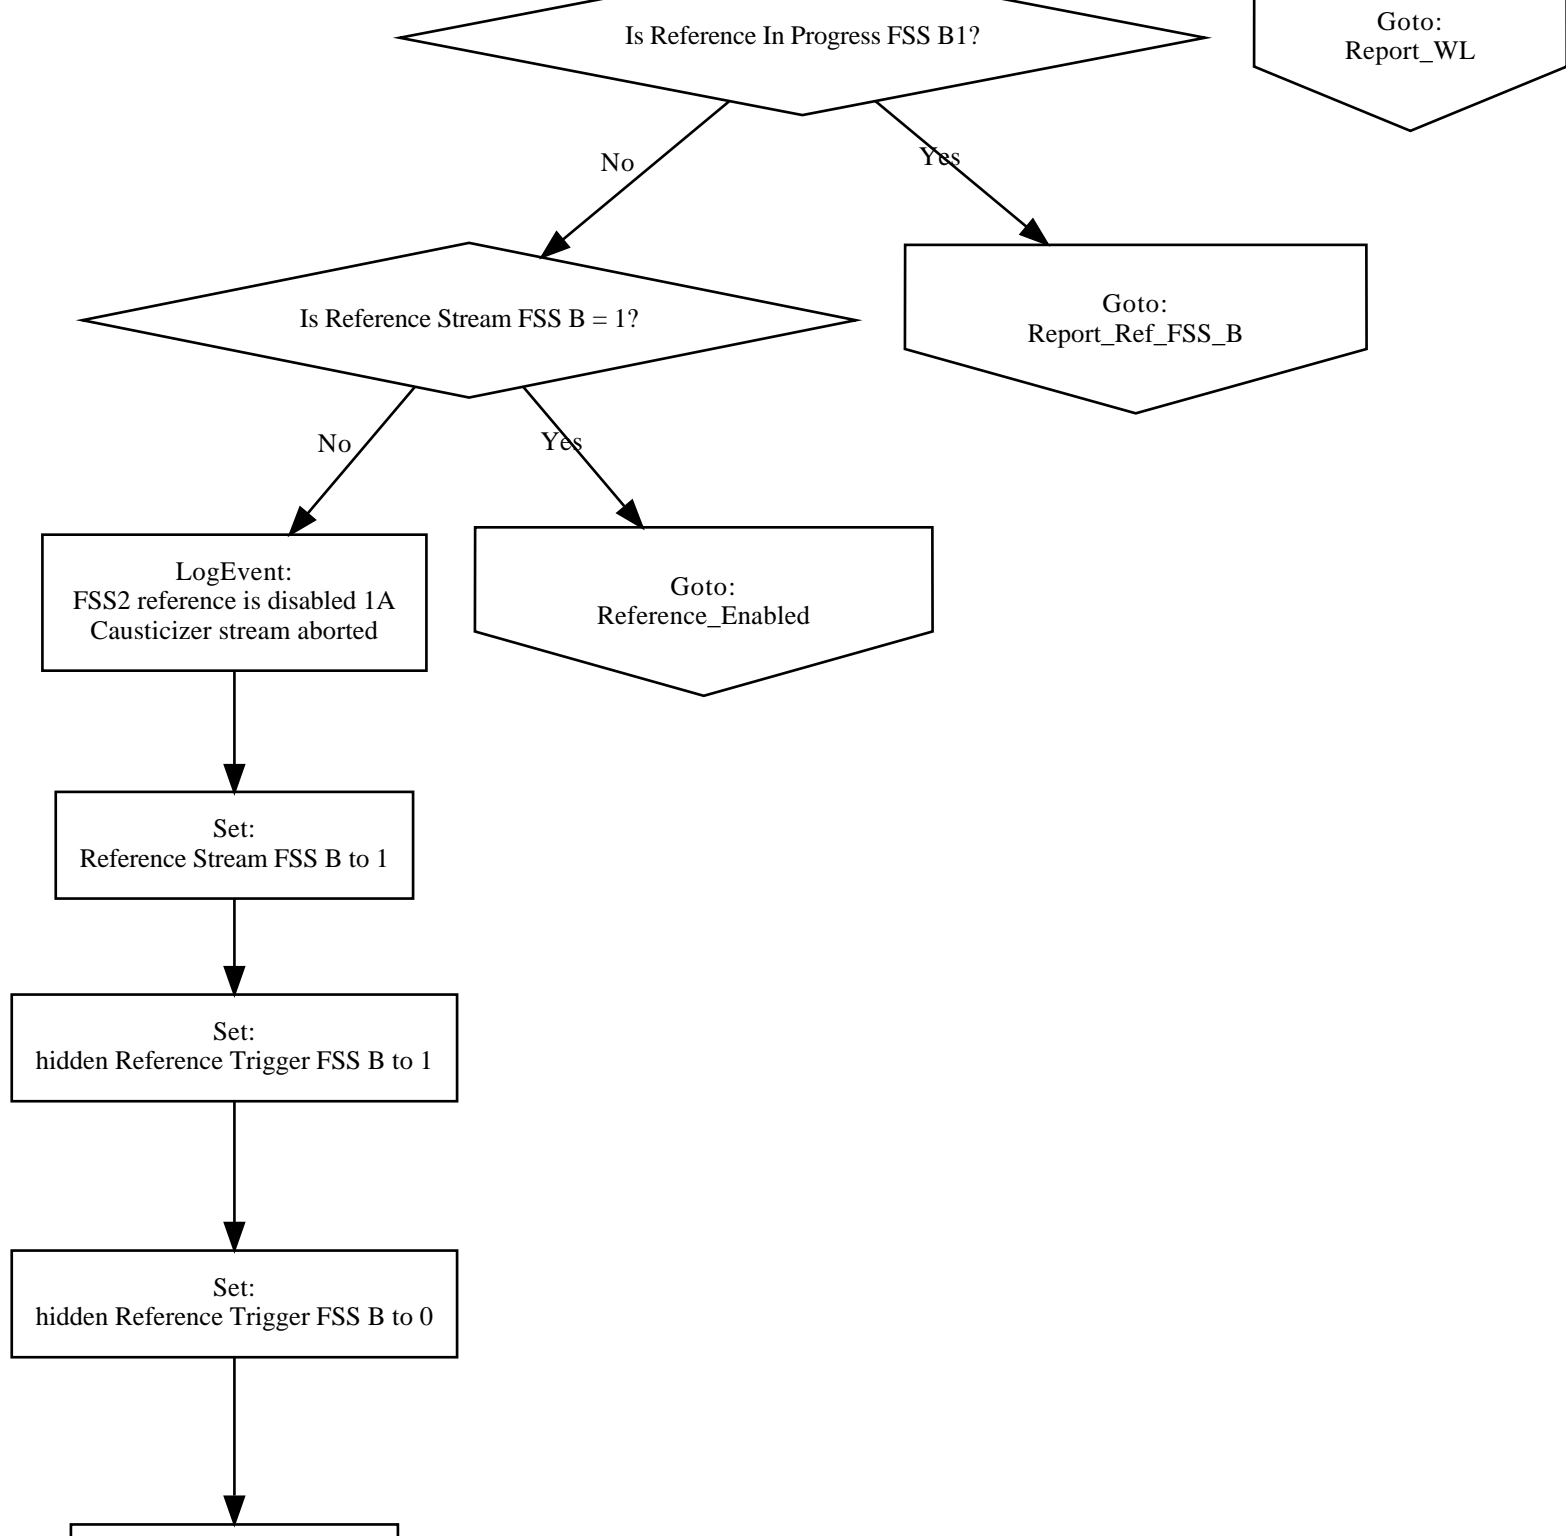 Is Reference In Progress FSS B1?
Goto:
Report_WL
No
Yes
Is Reference Stream FSS B = 1?
Goto:
Report_Ref_FSS_B
No
Yes
LogEvent:
FSS2 reference is disabled 1A
Causticizer stream aborted
Goto:
Reference_Enabled
Set:
Reference Stream FSS B to 1
Set:
hidden Reference Trigger FSS B to 1
Set:
hidden Reference Trigger FSS B to 0